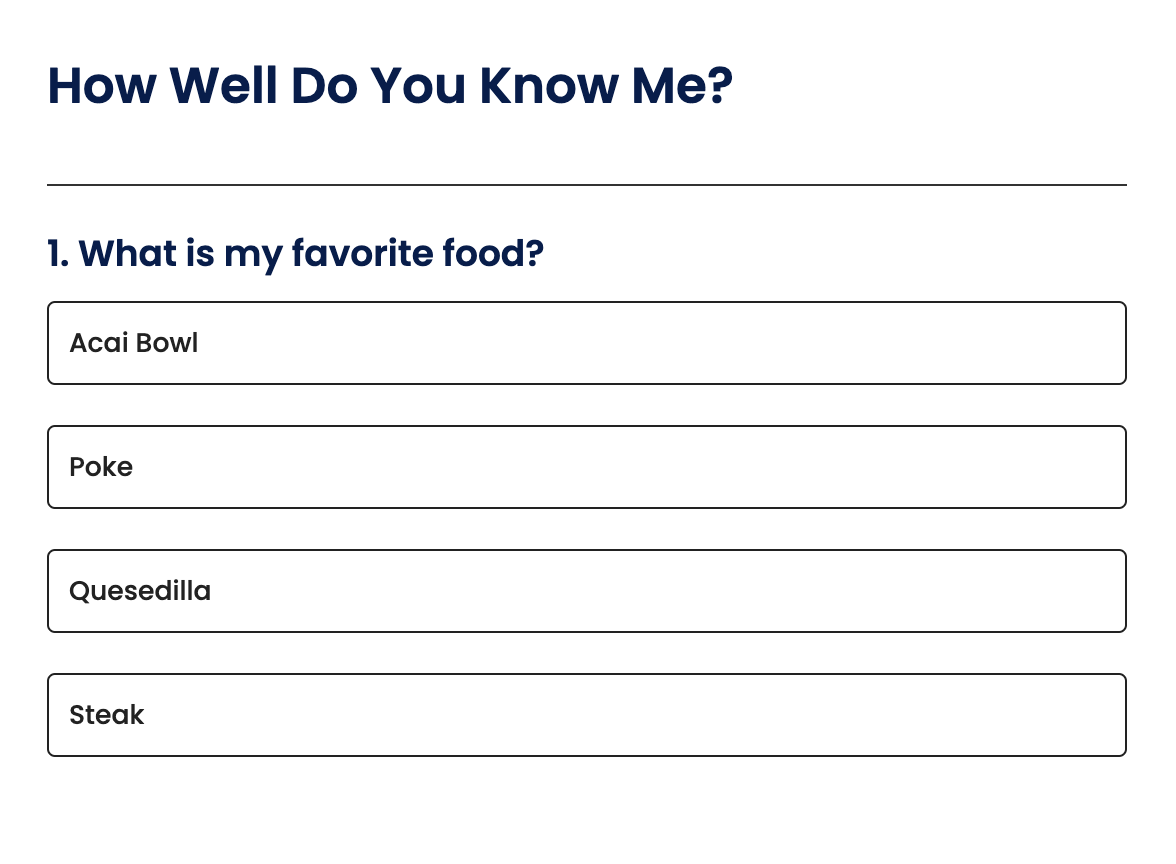 How Well Do You Know Me?
1. What is my favorite food?
Acai Bowl
Poke
Quesedilla
Steak